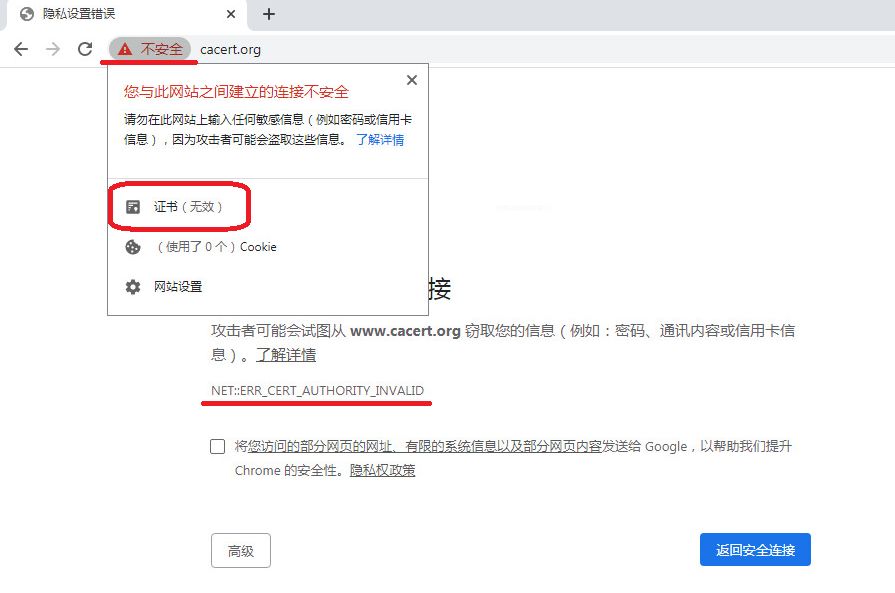 隐私设置错误
不安全
cacert.org
您与此网站之间建立的连接不安全
请勿在此网站上输入任何敏感信息（例如密码或信用卡
信息），因为攻击者可能会盗取这些信息。 了解详情
证书（无效）
（使用了 0 个）Cookie
网站设置
接
攻击者可能会试图从 www.cacert.org 窃取您的信息（例如：密码、通讯内容或信用卡信
息）。了解详情
NET::ERR_CERT_AUTHORITY_INVALID
将您访问的部分网页的网址、有限的系统信息以及部分网页内容发送给 Google，以帮助我们提升
Chrome 的安全性。隐私权政策
高级
返回安全连接